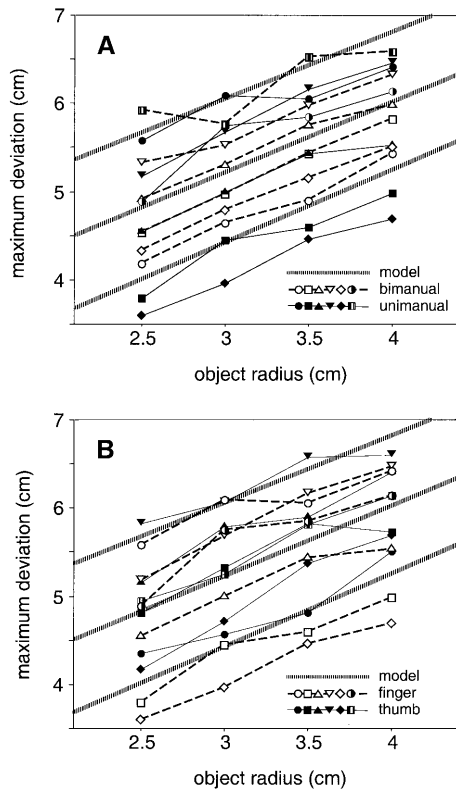 A
7
6
5
4
maximum deviation (cm)
model
bimanual
unimanual
2.5 3 3.5 4
object radius (cm)
B
7
6
5
4
maximum deviation (cm)
model
finger
thumb
2.5 3 3.5 4
object radius (cm)